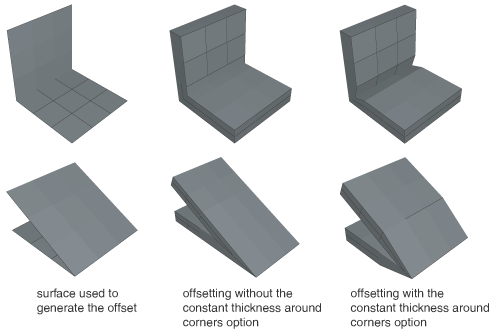 surface used to
generate the offset
offsetting without the
constant thickness around
corners option
offsetting with the
constant thickness around
corners option